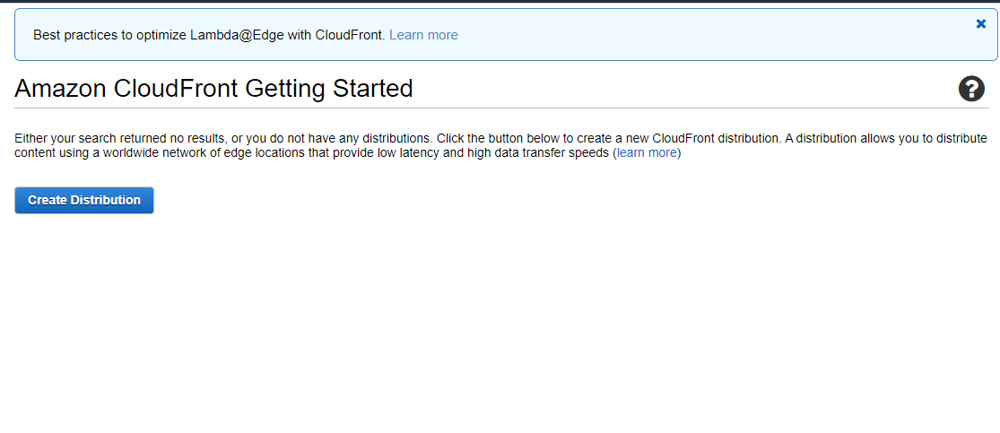 Best practices to optimize Lambda@Edge with CloudFront. Learn more
Amazon CloudFront Getting Started
Either your search returned no results, or you do not have any distributions. Click the button below to create a new CloudFront distribution. A distribution allows you to distribute
content using a worldwide network of edge locations that provide low latency and high data transfer speeds (learn more)
Create Distribution